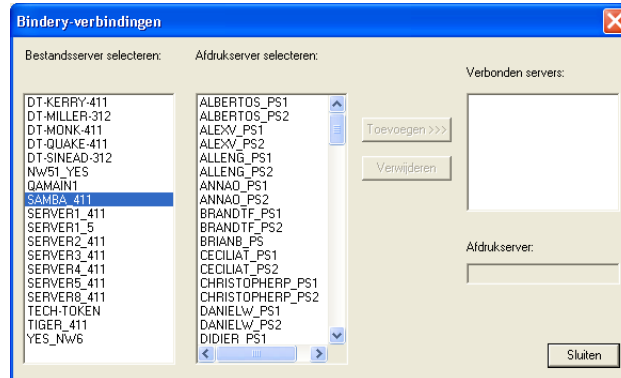 Bindery-verbindingen
Bestandsserver selecteren:
Afdrukserver selecteren:
Verbonden servers:
DT-KERRY-411
DT-MILLER-312
DT-MONK-411
DT-QUAKE-411
DT-SINEAD-312
NW51_YES
QAMAIN1
SAMBA_411
SERVER1_411
SERVER1_5
SERVER2_411
SERVER3_411
SERVER4_411
SERVER5_411
SERVER8_411
TECH-TOKEN
TIGER_411
YES_NW6
ALBERTOS_PS1
ALBERTOS_PS2
ALEXV_PS1
ALEXV_PS2
ALLENG_PS1
ALLENG_PS2
ANNAO_PS1
ANNAO_PS2
BRANDTF_PS1
BRANDTF_PS2
BRIANB_PS
CECILIAT_PS1
CECILIAT_PS2
CHRISTOPHERP_PS1
CHRISTOPHERP_PS2
DANIELW_PS1
DANIELW_PS2
DIDIER_PS1
Toevoegen >>>
Verwijderen
Afdrukserver:
Sluiten